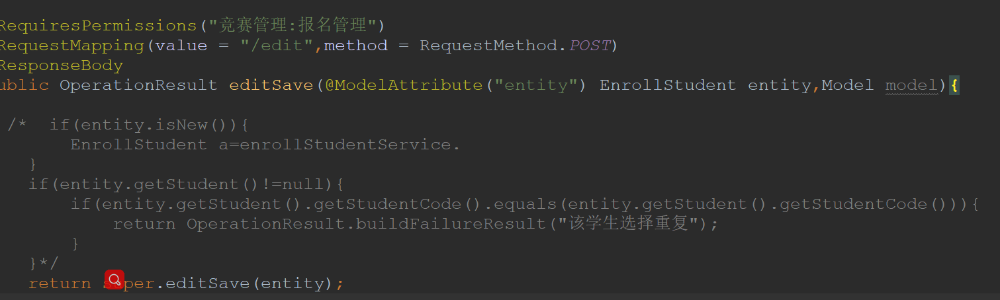 RequiresPermissions("竞赛管理:报名管理")
RequestMapping(value = "/edit",method = RequestMethod.POST)
ResponseBody
ublic OperationResult editSave(@ModelAttribute("entity") EnrollStudent entity,Model model){
/* if(entity.isNew()){
EnrollStudent a=enrollStudentService.
}
if(entity.getStudent()!=null){
if(entity.getStudent().getStudentCode().equals(entity.getStudent().getStudentCode())){
return OperationResult.buildFailureResult("该学生选择重复");
}
}*/
return super.editSave(entity);